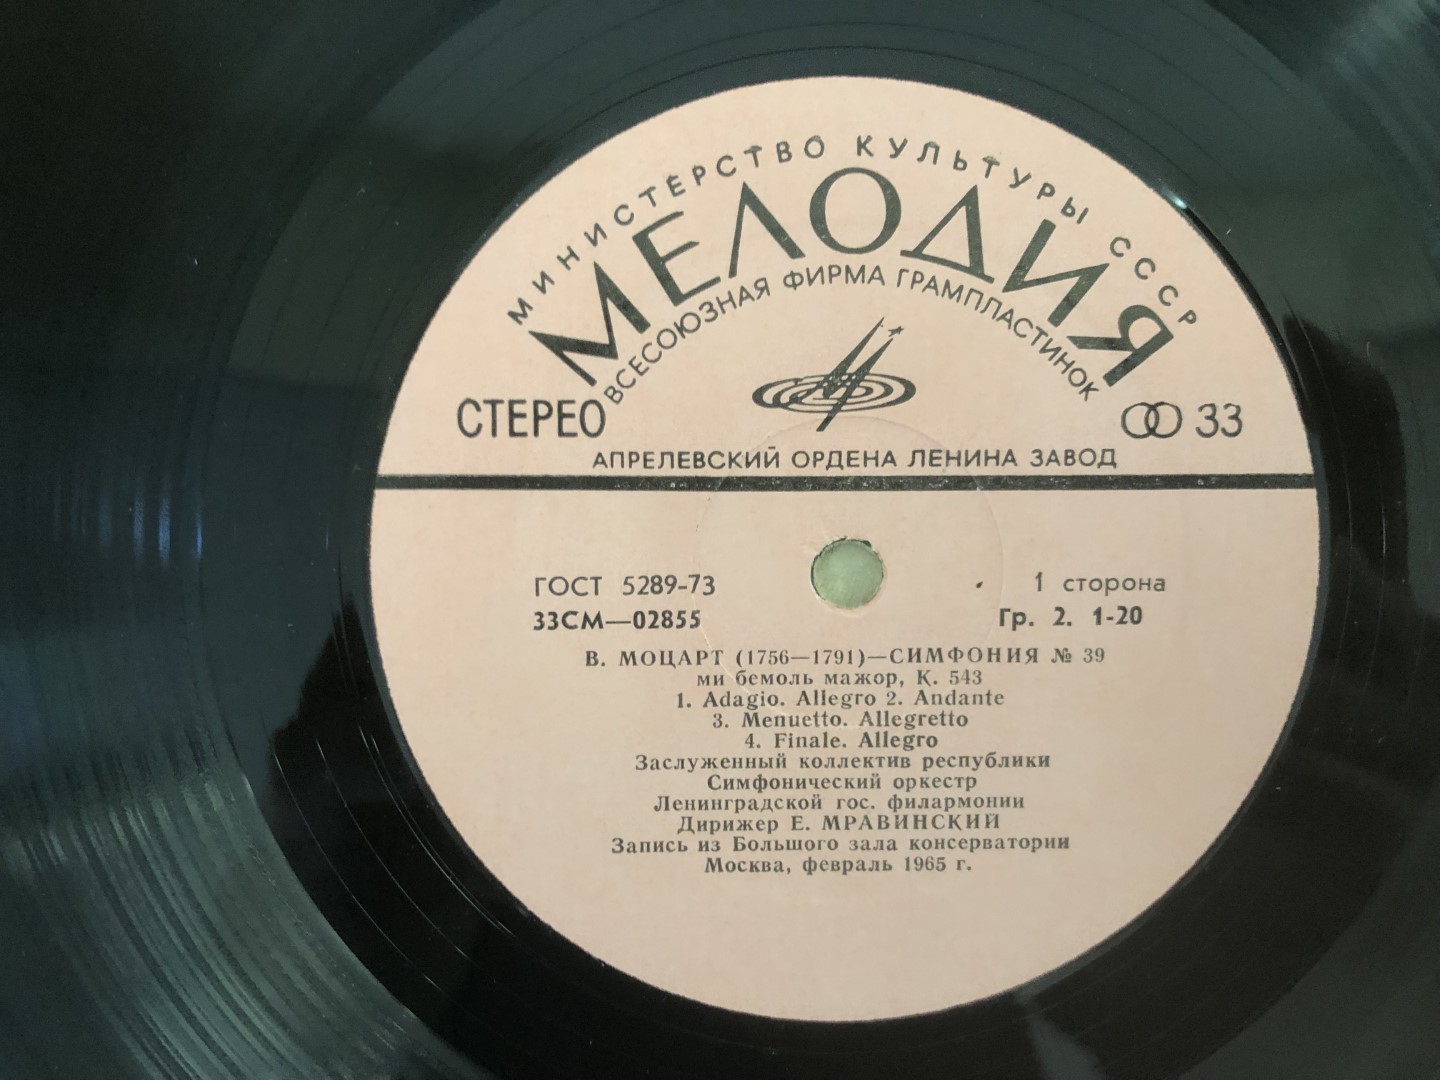 МИНИСТЕРСТВО КУЛЬТУРЫ СССР
МЕЛОДИЯ
ВСЕСОЮЗНАЯ ФИРМА ГРАМПЛАСТИНОК
СТЕРЕО
33
АПРЕЛЕВСКИЙ ОРДЕНА ЛЕНИНА ЗАВОД
ГОСТ 5289-73
1 сторона
33СМ—02855
Гр. 2. 1-20
В. МОЦАРТ (1756—1791)—СИМФОНИЯ № 39
ми бемоль мажор, К. 543
1. Adagio. Allegro 2. Andante
3. Menuetto. Allegretto
4. Finale. Allegro
Заслуженный коллектив республики
Симфонический оркестр
Ленинградской гос. филармонии
Дирижер Е. МРАВИНСКИЙ
Запись из Большого зала консерватории
Москва, февраль 1965 г.